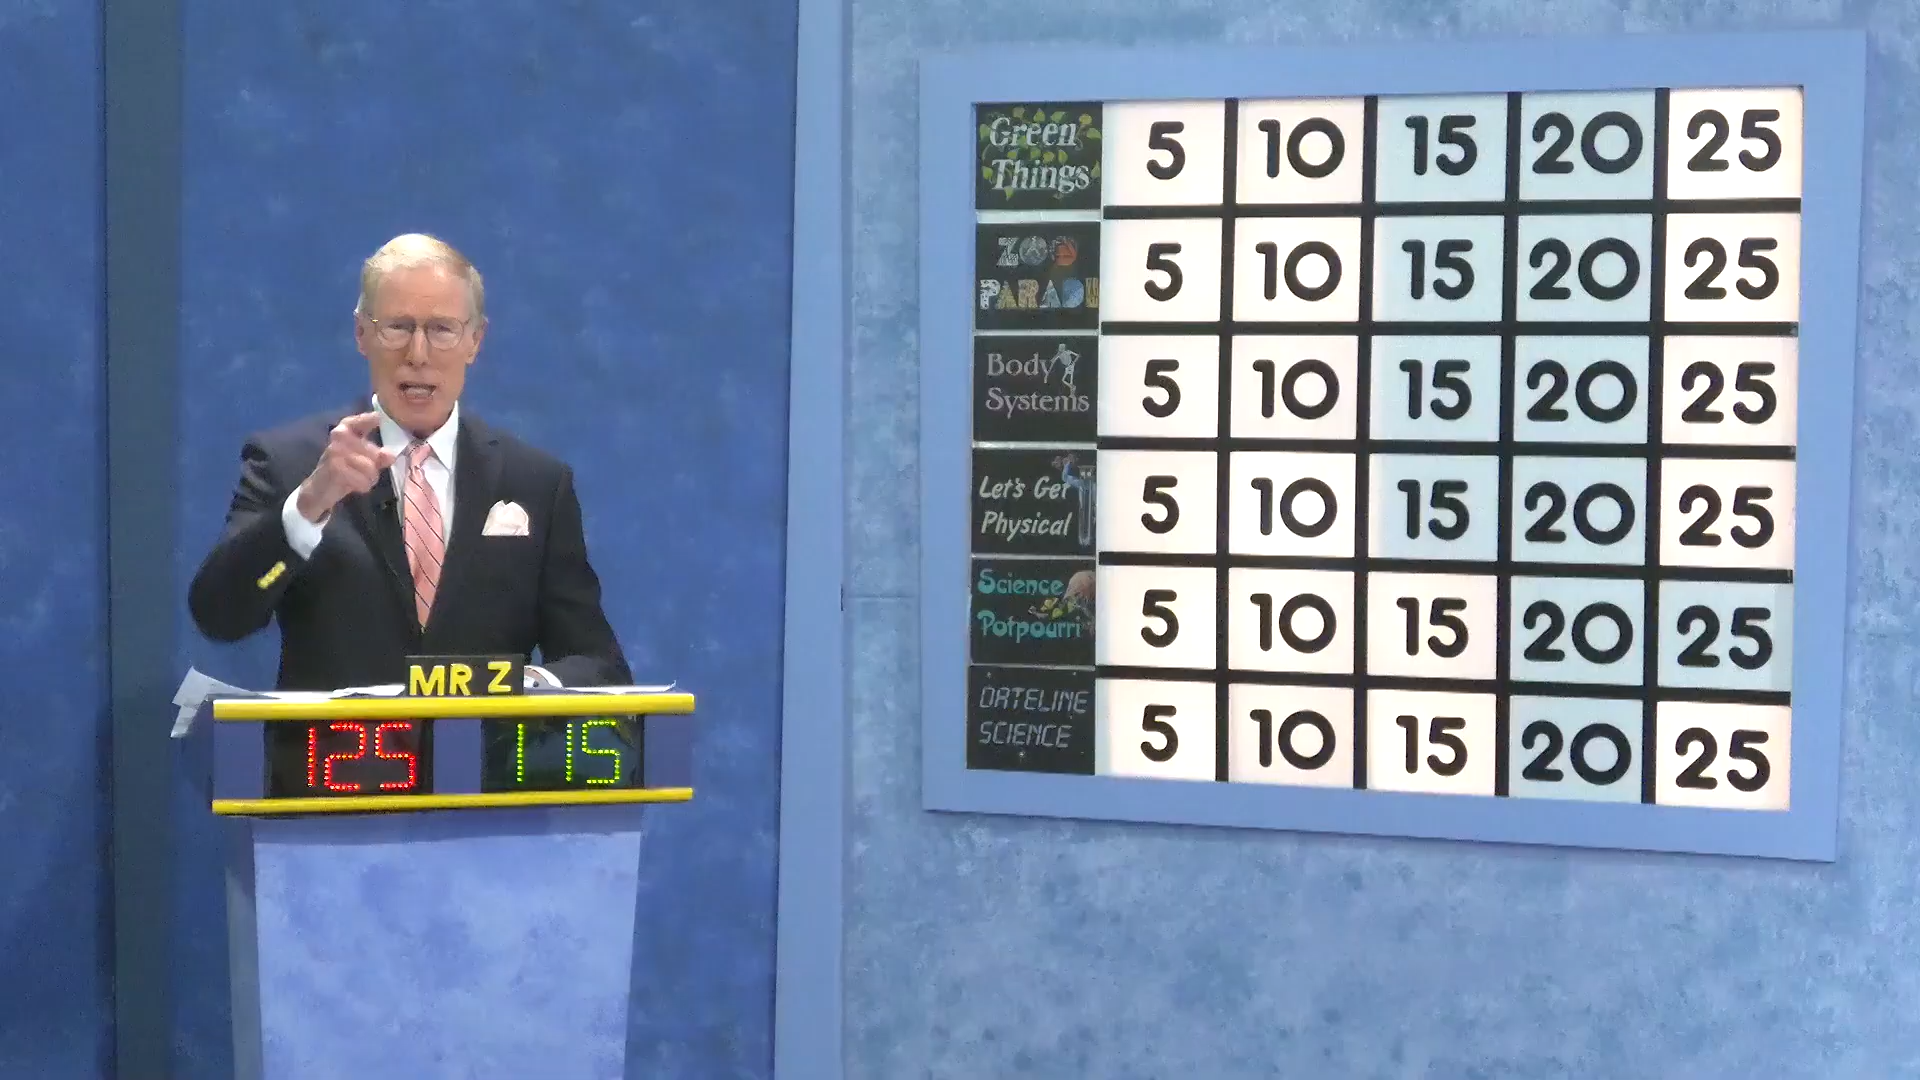 Green Things 5 10 15 20 25
ZOO PARADE 5 10 15 20 25
Body Systems 5 10 15 20 25
Let's Get Physical 5 10 15 20 25
Science Potpourri 5 10 15 20 25
DATELINE SCIENCE 5 10 15 20 25
MR Z
125 115